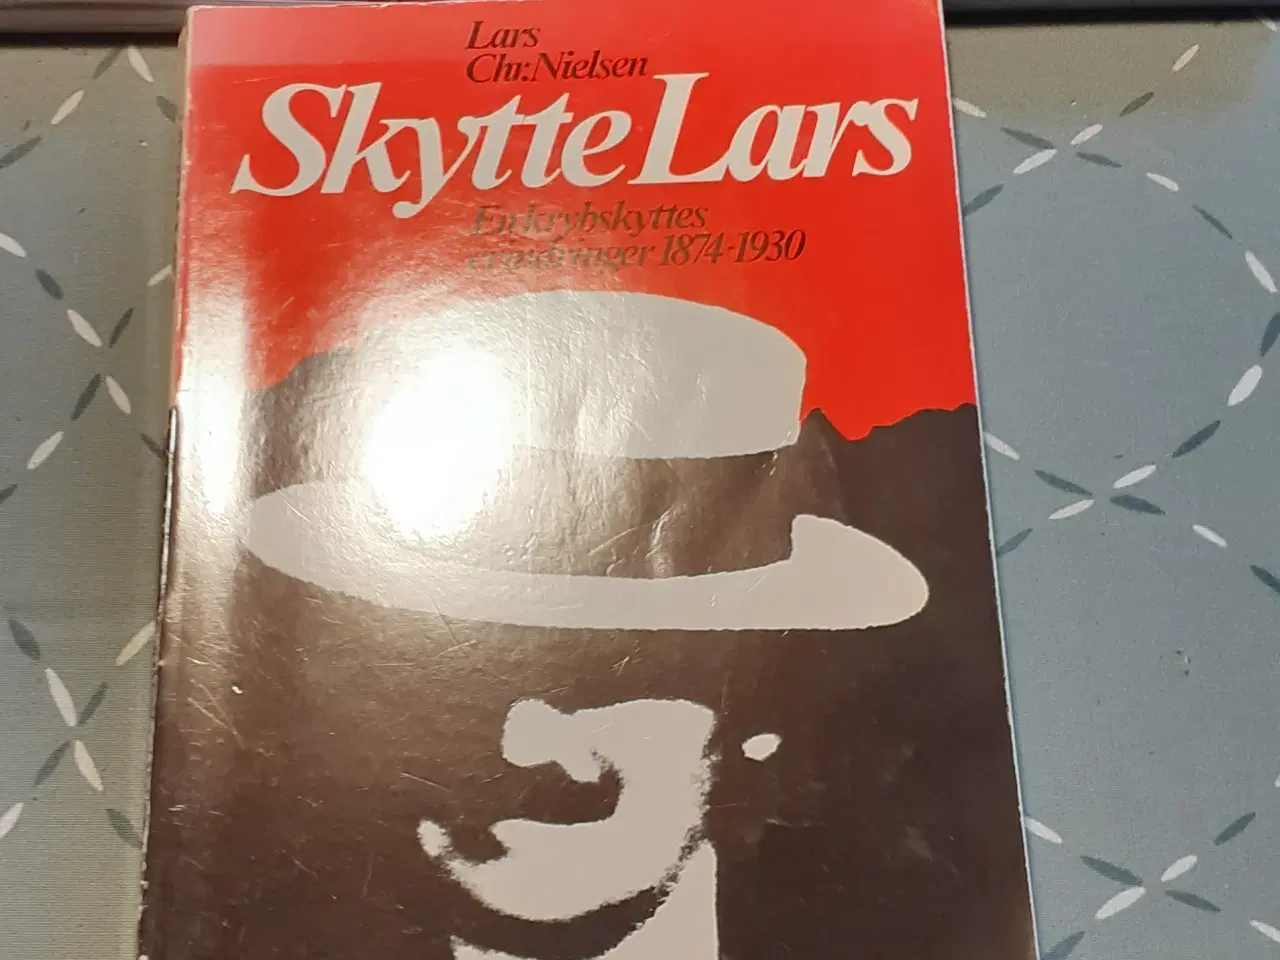 Lars
Chr. Nielsen
Skytte Lars
En krybskyttes
erindringer 1874-1930